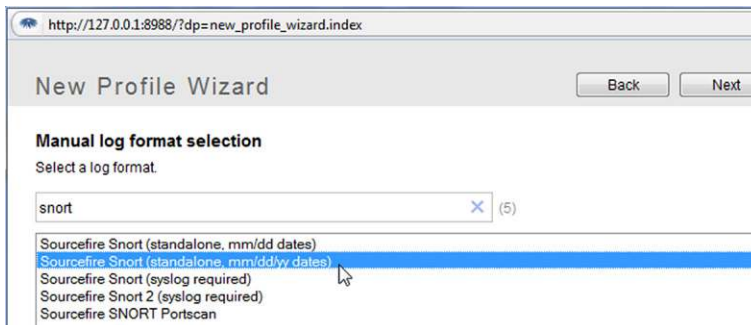 http://127.0.0.1:8988/?dp=new_profile_wizard.index
New Profile Wizard
Back
Next
Manual log format selection
Select a log format.
snort
(5)
Sourcefire Snort (standalone, mm/dd dates)
Sourcefire Snort (standalone, mm/dd/yy dates)
Sourcefire Snort (syslog required)
Sourcefire Snort 2 (syslog required)
Sourcefire SNORT Portscan